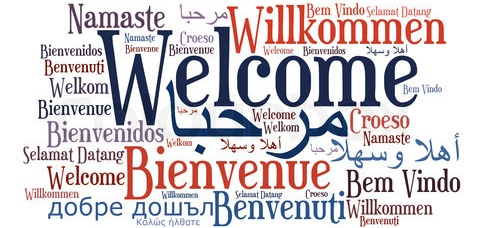 Namaste مرحبا Willkommen Bem Vindo Selamat Datang
Bienvenidos Namaste Croeso أهلا وسهلا
Bienvenue Bienvenue Welcome Bienvenidos
Benvenuti
Welkom Welcome Bem Vindo
Bienvenue مرحبا Welcome Croeso
Bienvenidos مرحبا Welkom Namaste
Selamat Datang Welkom أهلا وسهلا مرحبا أهلا وسهلا
Welcome Bienvenue Bem Vindo
Willkommen Willkommen Selamat Datang Croeso
добре дошъл Benvenuti Willkommen
Καλώς ήλθατε Benvenuti